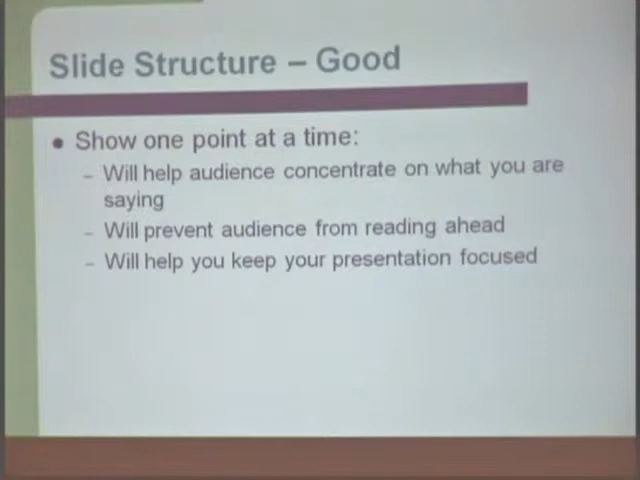 Slide Structure – Good
• Show one point at a time:
– Will help audience concentrate on what you are
saying
– Will prevent audience from reading ahead
– Will help you keep your presentation focused